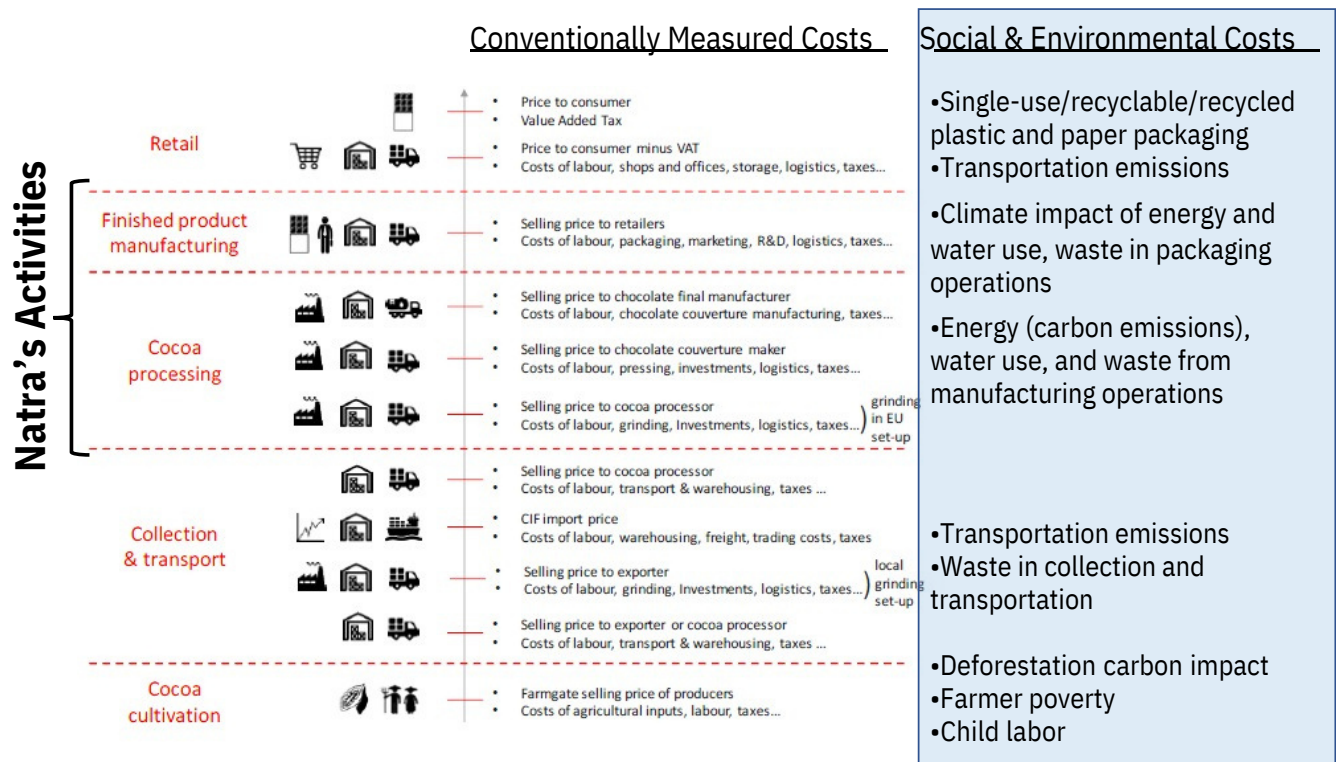 Conventionally Measured Costs
Social & Environmental Costs
Natra's Activities
Retail
• Price to consumer
• Value Added Tax
• Price to consumer minus VAT
• Costs of labour, shops and offices, storage, logistics, taxes...
•Single-use/recyclable/recycled
plastic and paper packaging
•Transportation emissions
Finished product
manufacturing
• Selling price to retailers
• Costs of labour, packaging, marketing, R&D, logistics, taxes...
•Climate impact of energy and
water use, waste in packaging
operations
Cocoa
processing
• Selling price to chocolate final manufacturer
• Costs of labour, chocolate couverture manufacturing, taxes...
• Selling price to chocolate couverture maker
• Costs of labour, pressing, investments, logistics, taxes...
• Selling price to cocoa processor
• Costs of labour, grinding, Investments, logistics, taxes...
grinding
in EU
set-up
•Energy (carbon emissions),
water use, and waste from
manufacturing operations
Collection
& transport
• Selling price to cocoa processor
• Costs of labour, transport & warehousing, taxes ...
• CIF import price
• Costs of labour, warehousing, freight, trading costs, taxes
• Selling price to exporter
• Costs of labour, grinding, Investments, logistics, taxes...
local
grinding
set-up
• Selling price to exporter or cocoa processor
• Costs of labour, transport & warehousing, taxes ...
•Transportation emissions
•Waste in collection and
transportation
Cocoa
cultivation
• Farmgate selling price of producers
• Costs of agricultural inputs, labour, taxes...
•Deforestation carbon impact
•Farmer poverty
•Child labor